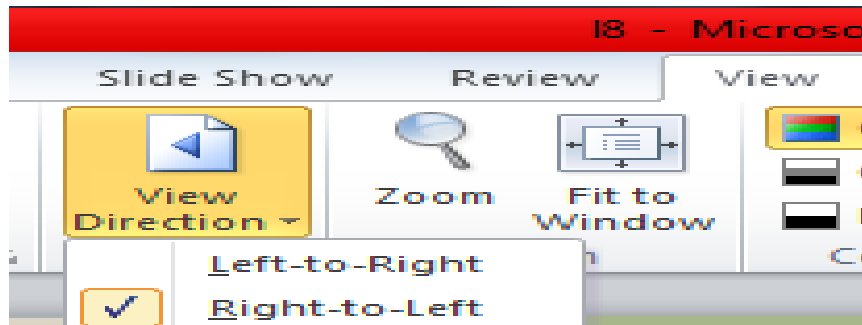 I8 - Microso
Slide Show Review View
View Direction
Zoom
Fit to Window
Left-to-Right
Right-to-Left